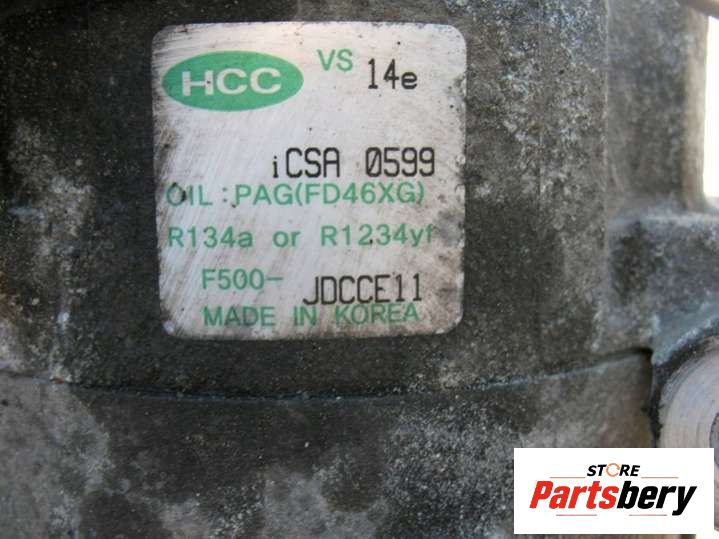 HCC VS 14e
iCSA 0599
OIL : PAG(FD46XG)
R134a or R1234yf
F500- JDCCE11
MADE IN KOREA
STORE
Partsbery